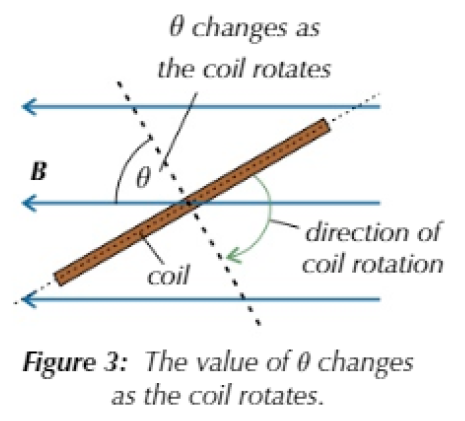 θ changes as
the coil rotates
B
θ
direction of
coil rotation
coil
Figure 3: The value of θ changes
as the coil rotates.